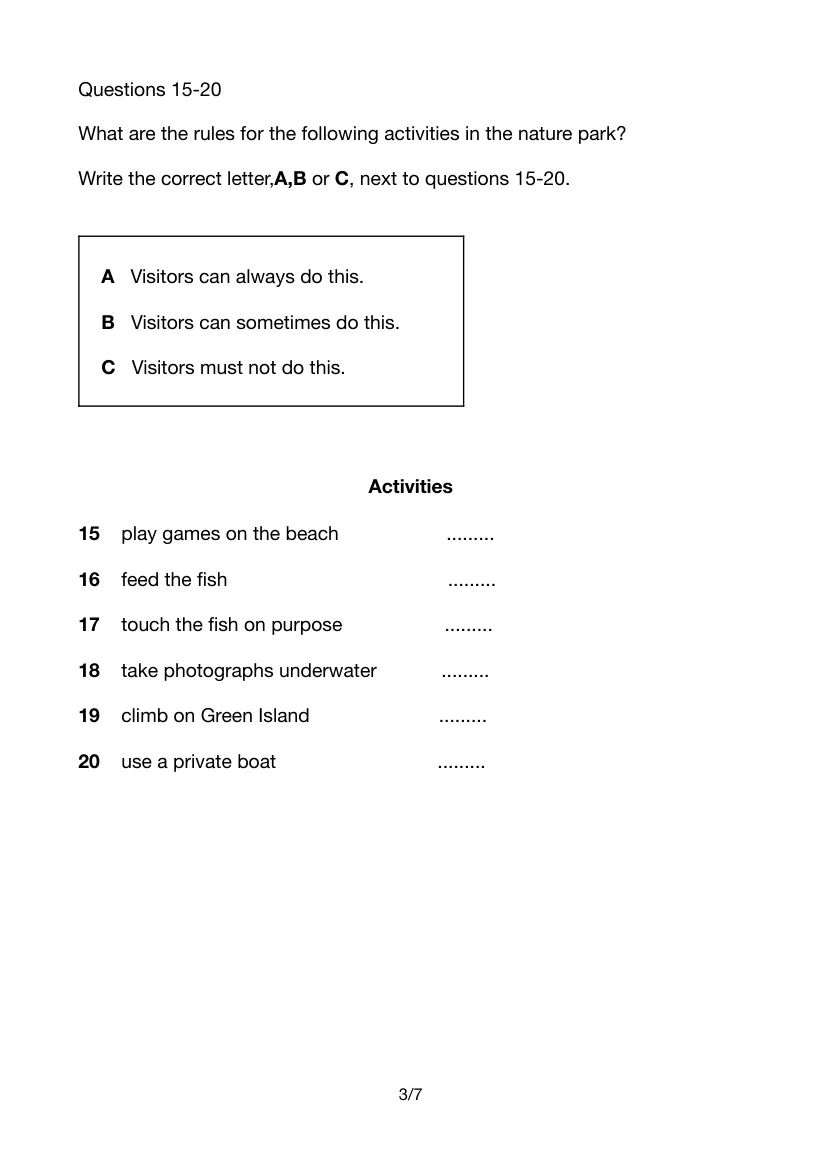 Questions 15-20
What are the rules for the following activities in the nature park?
Write the correct letter,A,B or C, next to questions 15-20.
A Visitors can always do this.
B Visitors can sometimes do this.
C Visitors must not do this.
Activities
15 play games on the beach .........
16 feed the fish .........
17 touch the fish on purpose .........
18 take photographs underwater .........
19 climb on Green Island .........
20 use a private boat .........
3/7